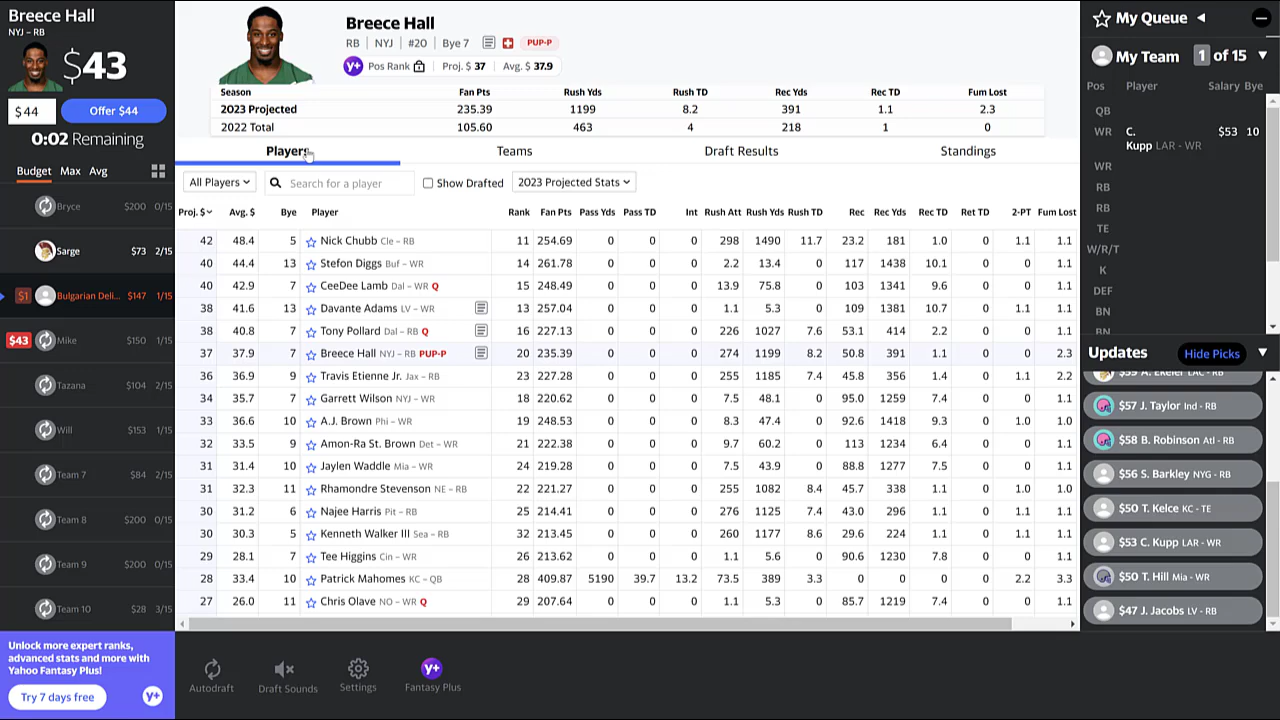 Breece Hall
NYJ – RB
$43
$44
Offer $44
0:02 Remaining
Budget Max Avg
Bryce $200 0/15
Sarge $73 2/15
$1 Bulgarian Deli... $147 1/15
$43 Mike $150 1/15
Tazana $104 2/15
Will $153 1/15
Team 7 $84 2/15
Team 8 $200 0/15
Team 9 $200 0/15
Team 10 $28 3/15
Unlock more expert ranks,
advanced stats and more with
Yahoo Fantasy Plus!
Try 7 days free y+
Breece Hall
RB NYJ #20 Bye 7 PUP-P
y+ Pos Rank Proj. $ 37 Avg. $ 37.9
Season Fan Pts Rush Yds Rush TD Rec Yds Rec TD Fum Lost
2023 Projected 235.39 1199 8.2 391 1.1 2.3
2022 Total 105.60 463 4 218 1 0
Players Teams Draft Results Standings
All Players Search for a player Show Drafted 2023 Projected Stats
Proj. $ Avg. $ Bye Player Rank Fan Pts Pass Yds Pass TD Int Rush Att Rush Yds Rush TD Rec Rec Yds Rec TD Ret TD 2-PT Fum Lost
42 48.4 5 Nick Chubb Cle – RB 11 254.69 0 0 0 298 1490 11.7 23.2 181 1.0 0 1.1 1.1
40 44.4 13 Stefon Diggs Buf – WR 14 261.78 0 0 0 2.2 13.4 0 117 1438 10.1 0 0 1.1
40 42.9 7 CeeDee Lamb Dal – WR Q 15 248.49 0 0 0 13.9 75.8 0 103 1341 9.6 0 0 1.1
38 41.6 13 Davante Adams LV – WR 13 257.04 0 0 0 1.1 5.3 0 109 1381 10.7 0 1.1 0
38 40.8 7 Tony Pollard Dal – RB Q 16 227.13 0 0 0 226 1027 7.6 53.1 414 2.2 0 0 1.1
37 37.9 7 Breece Hall NYJ – RB PUP-P 20 235.39 0 0 0 274 1199 8.2 50.8 391 1.1 0 0 2.3
36 36.9 9 Travis Etienne Jr. Jax – RB 23 227.28 0 0 0 255 1185 7.4 45.8 356 1.4 0 1.1 2.2
34 35.7 7 Garrett Wilson NYJ – WR 18 220.62 0 0 0 7.5 48.1 0 95.0 1259 7.4 0 0 1.1
33 36.6 10 A.J. Brown Phi – WR 19 248.53 0 0 0 8.3 47.4 0 92.6 1418 9.3 0 1.0 1.0
32 33.5 9 Amon-Ra St. Brown Det – WR 21 222.38 0 0 0 9.7 60.2 0 113 1234 6.4 0 0 1.1
31 31.4 10 Jaylen Waddle Mia – WR 24 219.28 0 0 0 7.5 43.9 0 88.8 1277 7.5 0 0 1.1
31 32.3 11 Rhamondre Stevenson NE – RB 22 221.27 0 0 0 255 1082 8.4 45.7 338 1.1 0 1.0 1.0
30 31.2 6 Najee Harris Pit – RB 25 214.41 0 0 0 276 1125 7.4 43.0 296 1.1 0 1.1 1.1
30 30.3 5 Kenneth Walker III Sea – RB 32 213.45 0 0 0 260 1177 8.6 29.6 224 1.1 0 1.1 1.1
29 28.1 7 Tee Higgins Cin – WR 26 213.62 0 0 0 1.1 5.6 0 90.6 1230 7.8 0 0 1.1
28 33.4 10 Patrick Mahomes KC – QB 28 409.87 5190 39.7 13.2 73.5 389 3.3 0 0 0 0 2.2 3.3
27 26.0 11 Chris Olave NO – WR Q 29 207.64 0 0 0 1.1 5.3 0 85.7 1219 7.4 0 0 1.1
Autodraft Draft Sounds Settings Fantasy Plus
y+
My Queue
My Team 1 of 15
Pos Player Salary Bye
QB
WR C. $53 10
Kupp LAR - WR
WR
RB
RB
TE
W/R/T
K
DEF
BN
BN
Updates Hide Picks
$59 A. Ekeler LAC - RB
$57 J. Taylor Ind - RB
$58 B. Robinson Atl - RB
$56 S. Barkley NYG - RB
$50 T. Kelce KC - TE
$53 C. Kupp LAR - WR
$50 T. Hill Mia - WR
$47 J. Jacobs LV - RB